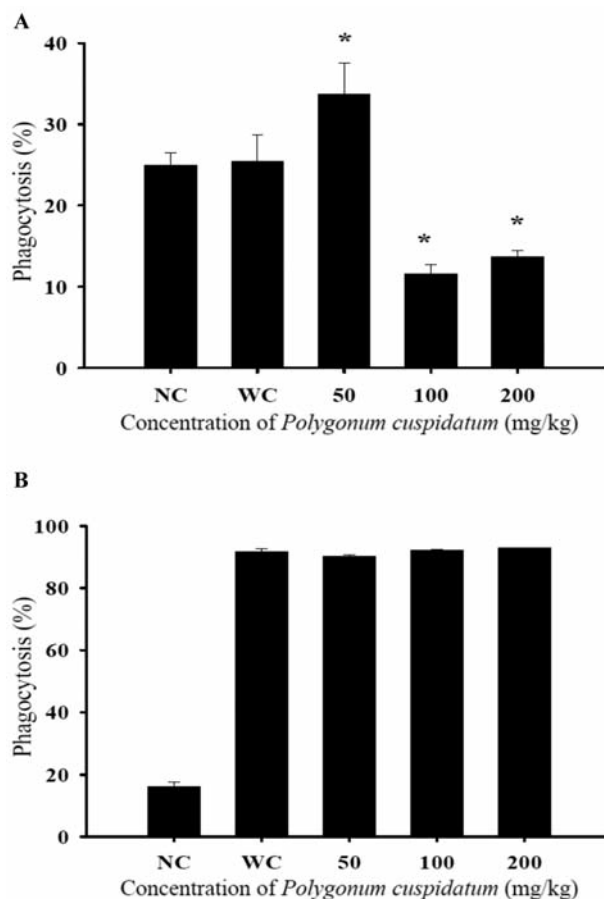 A
*
40
30
20
10
0
Phagocytosis (%)
*
*
NC WC 50 100 200
Concentration of Polygonum cuspidatum (mg/kg)
B
100
80
60
40
20
0
Phagocytosis (%)
NC WC 50 100 200
Concentration of Polygonum cuspidatum (mg/kg)